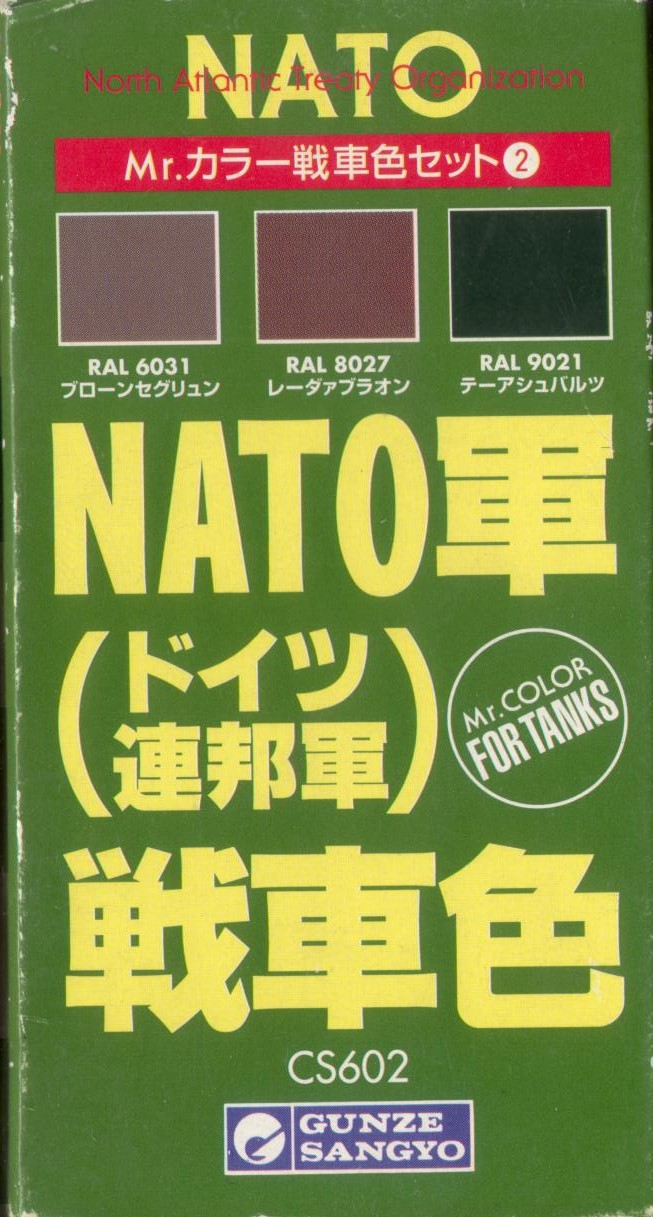 NATO
North Atlantic Treaty Organization
Mr.カラー戦車色セット2
RAL 6031
ブローンセグリュン
RAL 8027
レーダァブラオン
RAL 9021
テーアシュバルツ
NATO軍
(ドイツ
連邦軍)
Mr.COLOR
FOR TANKS
戦車色
CS602
GUNZE
SANGYO